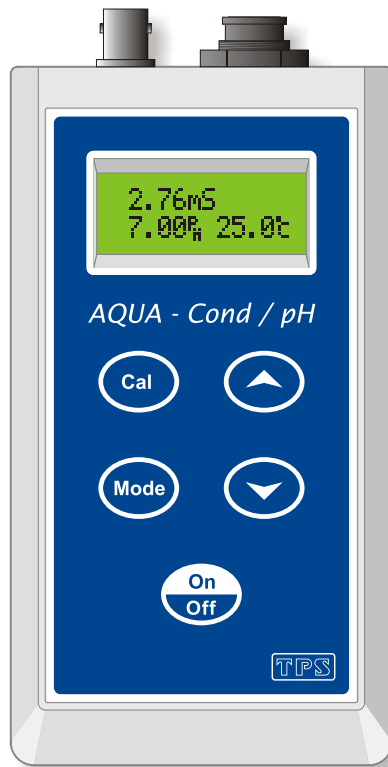 2.76mS
7.00pH 25.0℃
AQUA - Cond / pH
Cal
Mode
On
Off
TPS